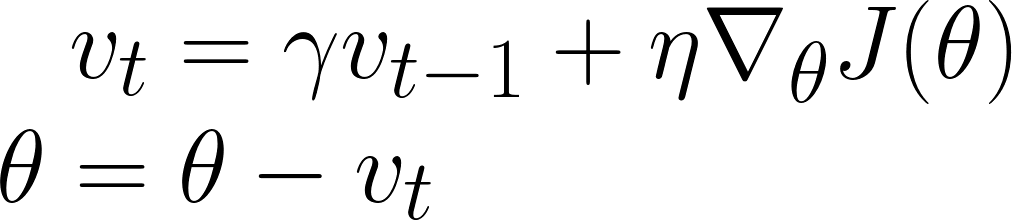 v_t = γv_{t−1} + η∇_θJ(θ)
θ = θ − v_t